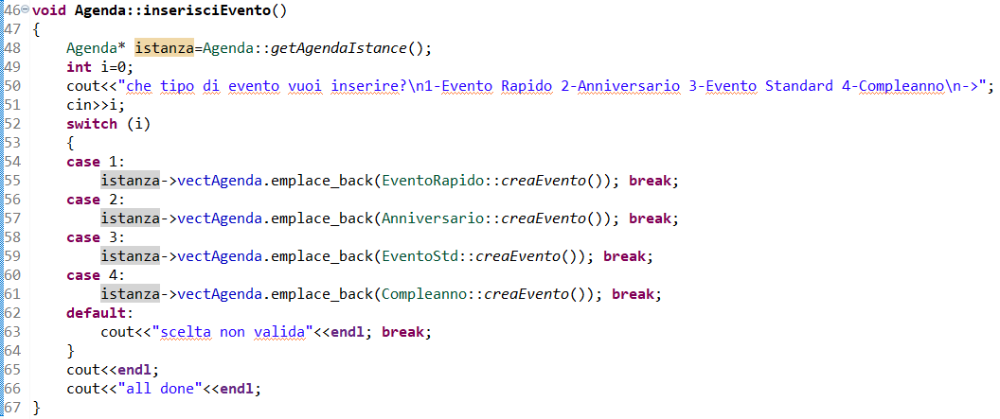 46 void Agenda::inserisciEvento()
47 {
48     Agenda* istanza=Agenda::getAgendaIstance();
49     int i=0;
50     cout<<"che tipo di evento vuoi inserire?\n1-Evento Rapido 2-Anniversario 3-Evento Standard 4-Compleanno\n->";
51     cin>>i;
52     switch (i)
53     {
54     case 1:
55         istanza->vectAgenda.emplace_back(EventoRapido::creaEvento()); break;
56     case 2:
57         istanza->vectAgenda.emplace_back(Anniversario::creaEvento()); break;
58     case 3:
59         istanza->vectAgenda.emplace_back(EventoStd::creaEvento()); break;
60     case 4:
61         istanza->vectAgenda.emplace_back(Compleanno::creaEvento()); break;
62     default:
63         cout<<"scelta non valida"<<endl; break;
64     }
65     cout<<endl;
66     cout<<"all done"<<endl;
67 }